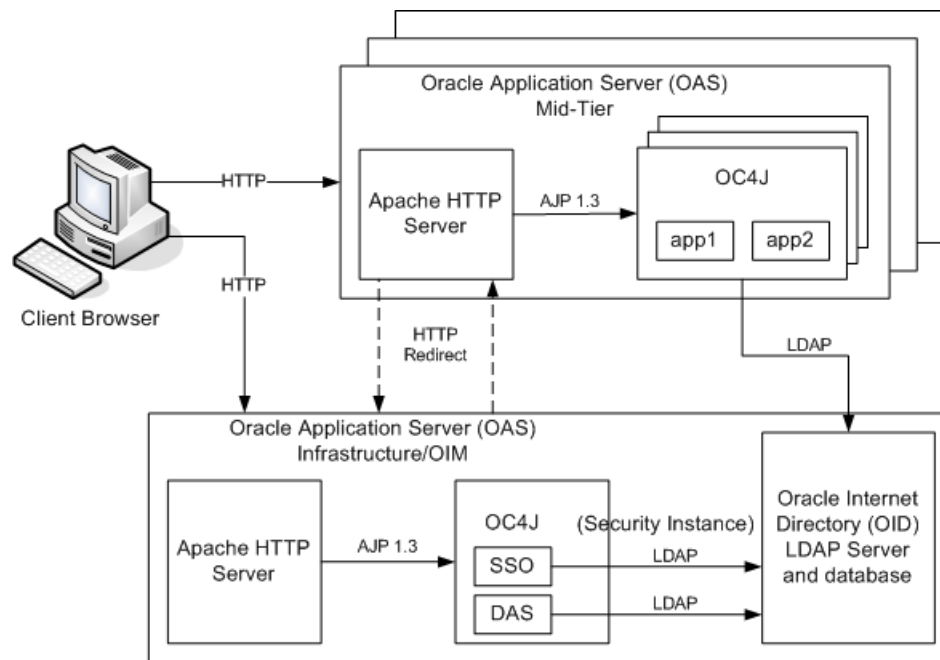 Oracle Application Server (OAS)
Mid-Tier
HTTP
Apache HTTP
Server
AJP 1.3
OC4J
app1
app2
HTTP
Client Browser
HTTP
Redirect
LDAP
Oracle Application Server (OAS)
Infrastructure/OIM
Apache HTTP
Server
AJP 1.3
OC4J
(Security Instance)
SSO
LDAP
DAS
LDAP
Oracle Internet
Directory (OID)
LDAP Server
and database